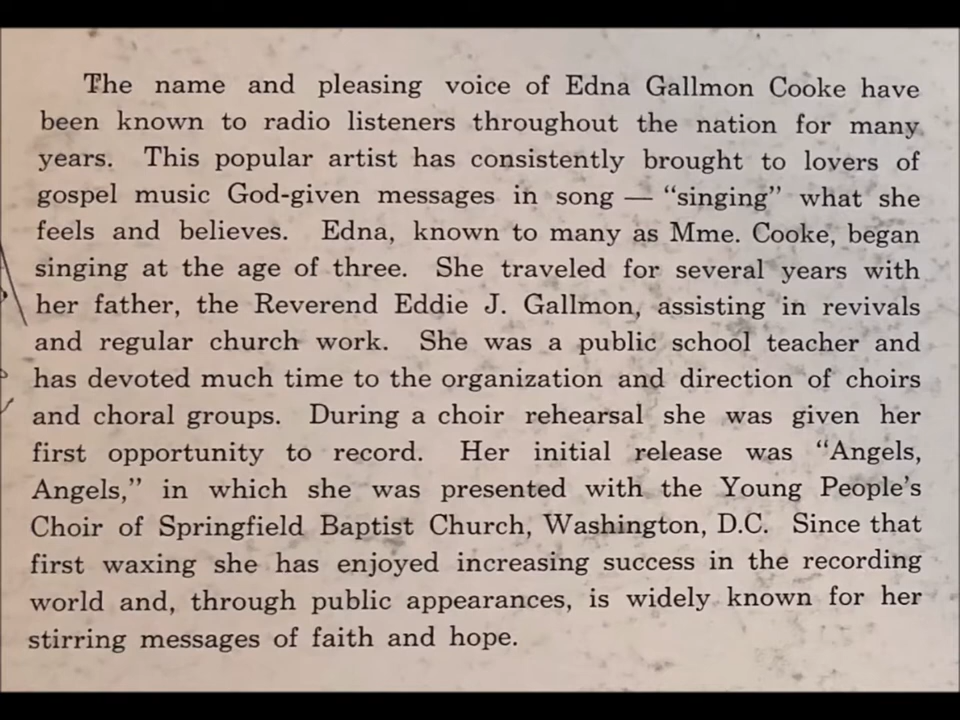 The name and pleasing voice of Edna Gallmon Cooke have
been known to radio listeners throughout the nation for many
years. This popular artist has consistently brought to lovers of
gospel music God-given messages in song — “singing” what she
feels and believes. Edna, known to many as Mme. Cooke, began
singing at the age of three. She traveled for several years with
her father, the Reverend Eddie J. Gallmon, assisting in revivals
and regular church work. She was a public school teacher and
has devoted much time to the organization and direction of choirs
and choral groups. During a choir rehearsal she was given her
first opportunity to record. Her initial release was “Angels,
Angels,” in which she was presented with the Young People’s
Choir of Springfield Baptist Church, Washington, D.C. Since that
first waxing she has enjoyed increasing success in the recording
world and, through public appearances, is widely known for her
stirring messages of faith and hope.